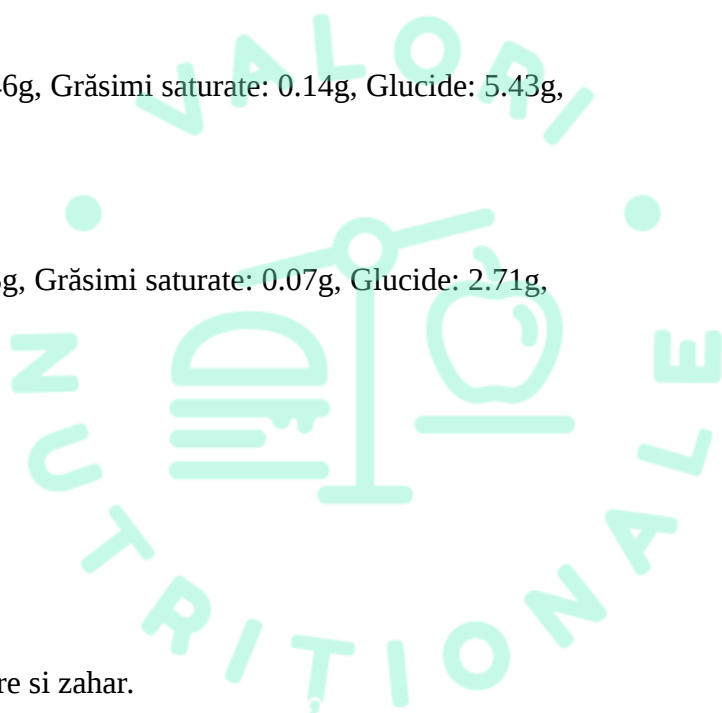 6g, Grăsimi saturate: 0.14g, Glucide: 5.43g,
g, Grăsimi saturate: 0.07g, Glucide: 2.71g,
re si zahar.
VALORI
NUTRITIONALE